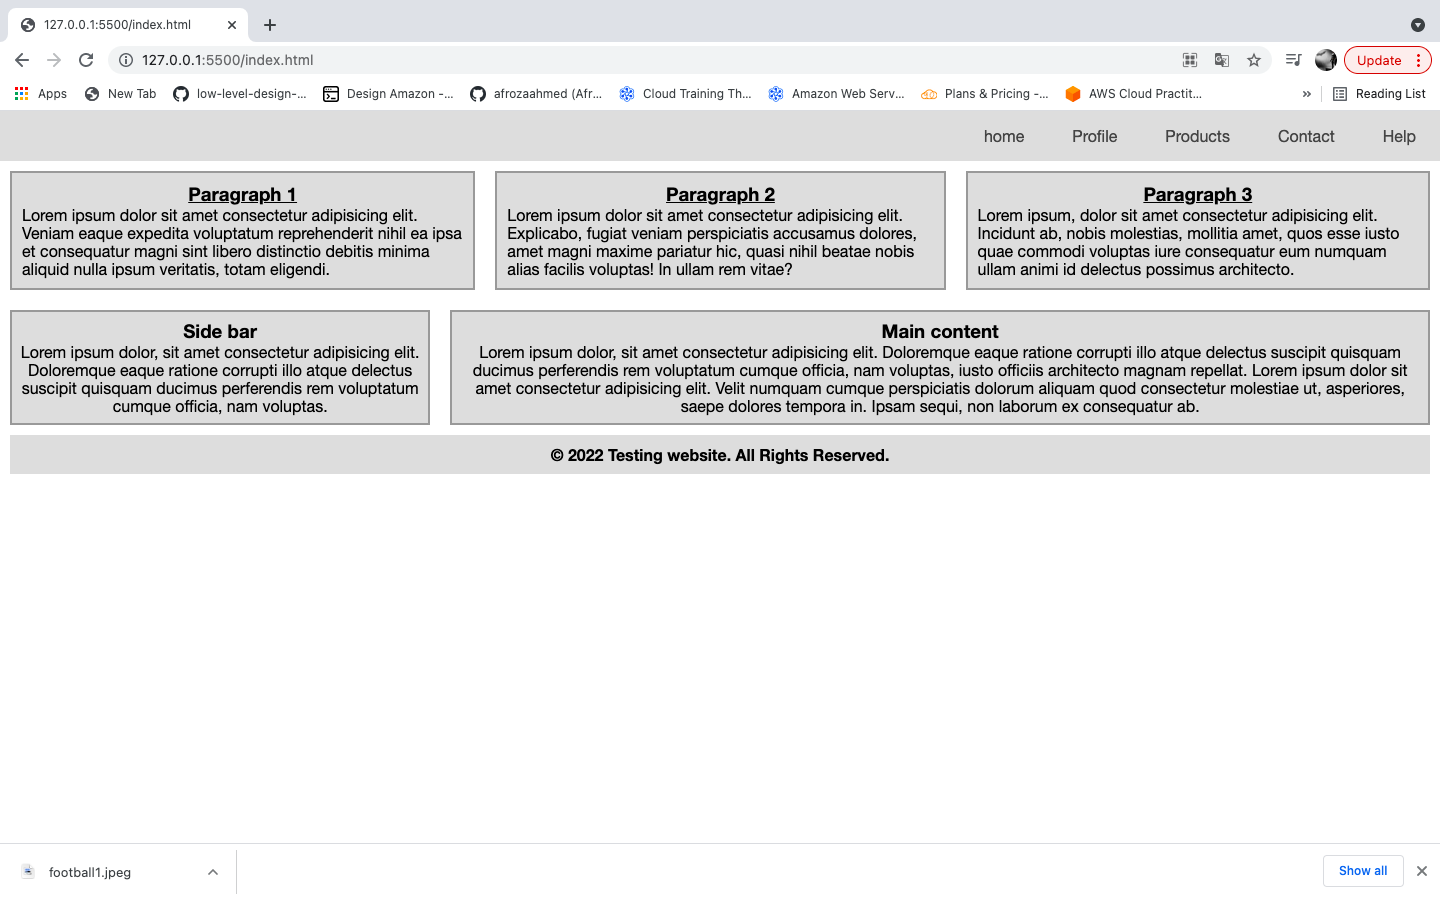 127.0.0.1:5500/index.html
127.0.0.1:5500/index.html
Update
Apps
New Tab
low-level-design-...
Design Amazon -...
afrozaahmed (Afr...
Cloud Training Th...
Amazon Web Serv...
Plans & Pricing -...
AWS Cloud Practit...
»
Reading List
home
Profile
Products
Contact
Help
Paragraph 1
Lorem ipsum dolor sit amet consectetur adipisicing elit.
Veniam eaque expedita voluptatum reprehenderit nihil ea ipsa
et consequatur magni sint libero distinctio debitis minima
aliquid nulla ipsum veritatis, totam eligendi.
Paragraph 2
Lorem ipsum dolor sit amet consectetur adipisicing elit.
Explicabo, fugiat veniam perspiciatis accusamus dolores,
amet magni maxime pariatur hic, quasi nihil beatae nobis
alias facilis voluptas! In ullam rem vitae?
Paragraph 3
Lorem ipsum, dolor sit amet consectetur adipisicing elit.
Incidunt ab, nobis molestias, mollitia amet, quos esse iusto
quae commodi voluptas iure consequatur eum numquam
ullam animi id delectus possimus architecto.
Side bar
Lorem ipsum dolor, sit amet consectetur adipisicing elit.
Doloremque eaque ratione corrupti illo atque delectus
suscipit quisquam ducimus perferendis rem voluptatum
cumque officia, nam voluptas.
Main content
Lorem ipsum dolor, sit amet consectetur adipisicing elit. Doloremque eaque ratione corrupti illo atque delectus suscipit quisquam
ducimus perferendis rem voluptatum cumque officia, nam voluptas, iusto officiis architecto magnam repellat. Lorem ipsum dolor sit
amet consectetur adipisicing elit. Velit numquam cumque perspiciatis dolorum aliquam quod consectetur molestiae ut, asperiores,
saepe dolores tempora in. Ipsam sequi, non laborum ex consequatur ab.
© 2022 Testing website. All Rights Reserved.
football1.jpeg
Show all